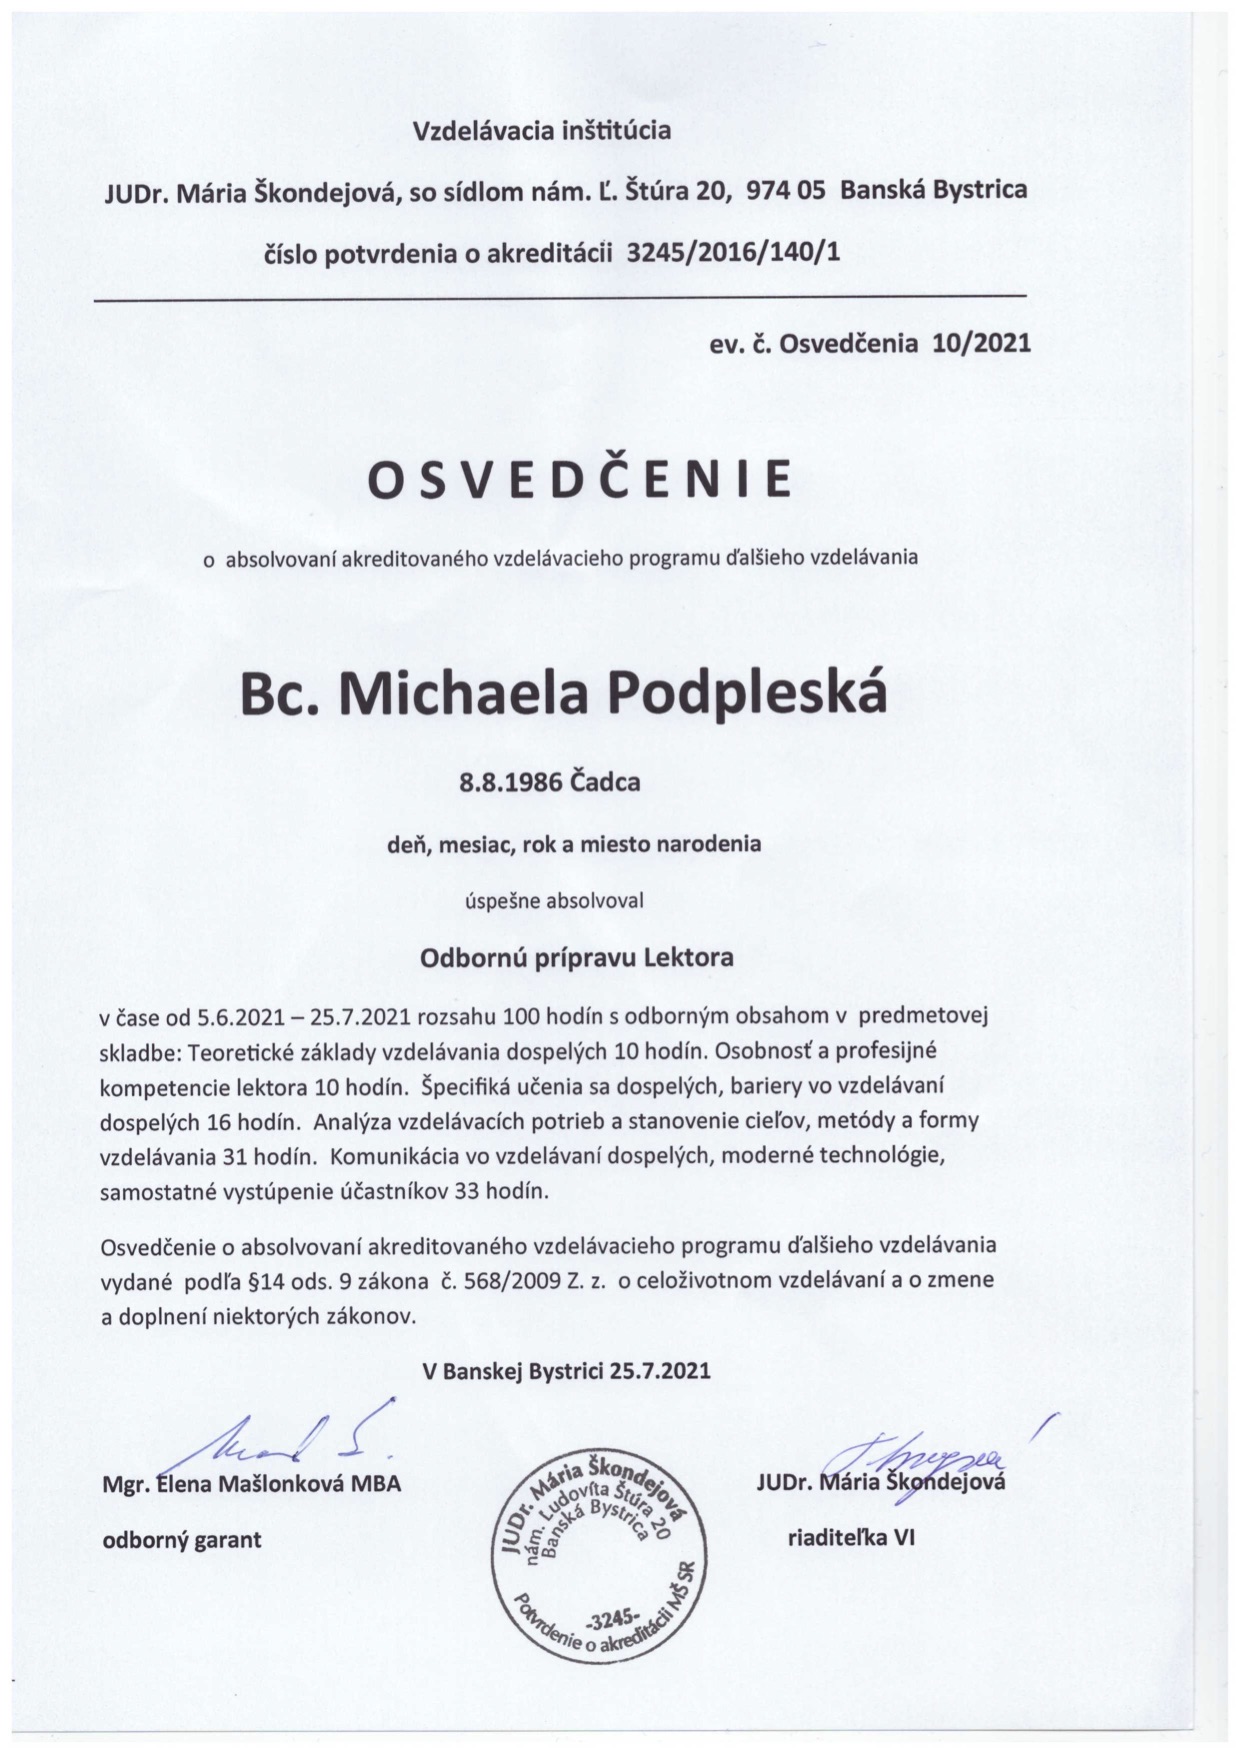 Vzdelávacia inštitúcia
JUDr. Mária Škondejová, so sídlom nám. Ľ. Štúra 20, 974 05 Banská Bystrica
číslo potvrdenia o akreditácii 3245/2016/140/1
ev. č. Osvedčenia 10/2021
O S V E D Č E N I E
o absolvovaní akreditovaného vzdelávacieho programu ďalšieho vzdelávania
Bc. Michaela Podpleská
8.8.1986 Čadca
deň, mesiac, rok a miesto narodenia
úspešne absolvoval
Odbornú prípravu Lektora
v čase od 5.6.2021 – 25.7.2021 rozsahu 100 hodín s odborným obsahom v predmetovej
skladbe: Teoretické základy vzdelávania dospelých 10 hodín. Osobnosť a profesijné
kompetencie lektora 10 hodín. Špecifiká učenia sa dospelých, bariery vo vzdelávaní
dospelých 16 hodín. Analýza vzdelávacích potrieb a stanovenie cieľov, metódy a formy
vzdelávania 31 hodín. Komunikácia vo vzdelávaní dospelých, moderné technológie,
samostatné vystúpenie účastníkov 33 hodín.
Osvedčenie o absolvovaní akreditovaného vzdelávacieho programu ďalšieho vzdelávania
vydané podľa §14 ods. 9 zákona č. 568/2009 Z. z. o celoživotnom vzdelávaní a o zmene
a doplnení niektorých zákonov.
V Banskej Bystrici 25.7.2021
Mgr. Elena Mašlonková MBA
odborný garant
JUDr. Mária Škondejová
nám. Ľudovíta Štúra 20
Banská Bystrica
-3245-
Potvrdenie o akreditácii MŠ SR
JUDr. Mária Škondejová
riaditeľka VI